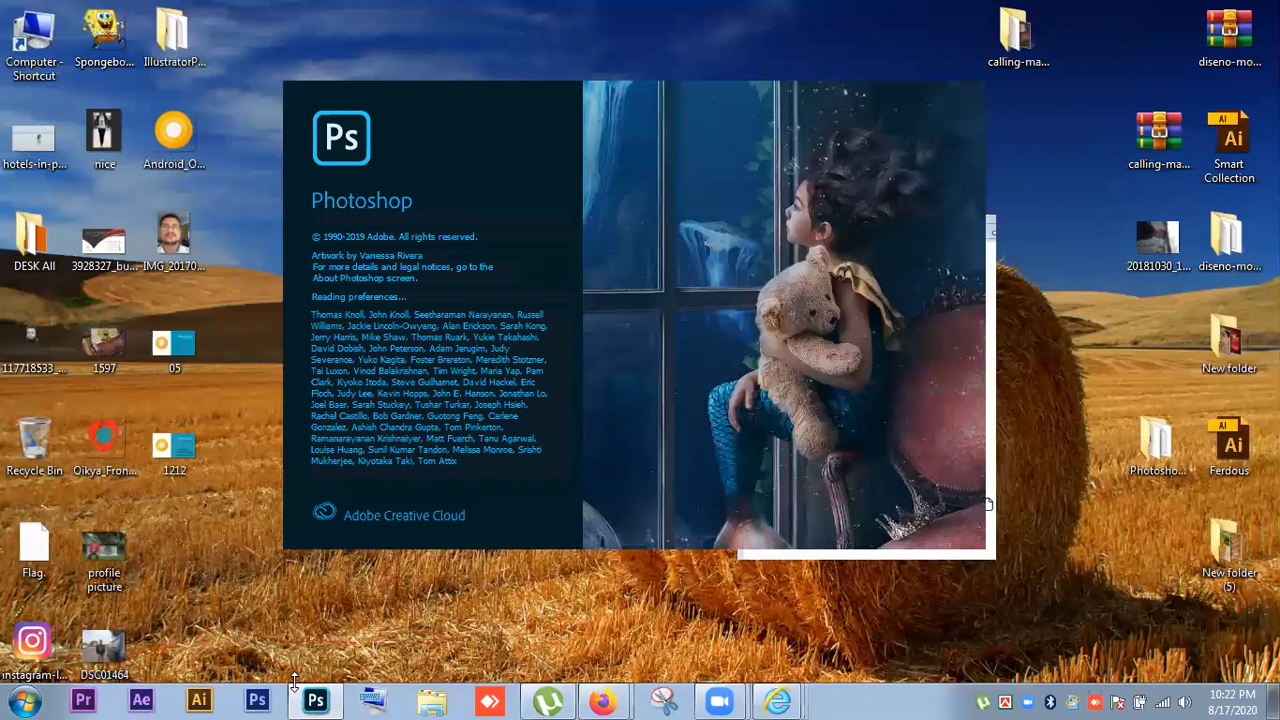 Computer -
Shortcut
Spongebo...
IllustratorP...
calling-ma...
diseno-mo...
hotels-in-p...
nice
Android_O...
calling-ma...
Ai
Smart
Collection
DESK All
3928327_bu...
IMG_20170...
20181030_1...
diseno-mo...
117718533_...
1597
05
New folder
Recycle Bin
Oikya_Fron...
1212
Photosho...
Ai
Ferdous
Flag.
profile
picture
New folder
(5)
instagram-l...
DSC01464
Ps
Photoshop
© 1990-2019 Adobe. All rights reserved.
Artwork by Vanessa Rivera
For more details and legal notices, go to the
About Photoshop screen.
Reading preferences...
Thomas Knoll, John Knoll, Seetharaman Narayanan, Russell
Williams, Jackie Lincoln-Owyang, Alan Erickson, Sarah Kong,
Jerry Harris, Mike Shaw, Thomas Ruark, Yukie Takahashi,
David Dobish, John Peterson, Adam Jerugim, Judy
Severance, Yuko Kagita, Foster Brereton, Meredith Stotzner,
Tai Luxon, Vinod Balakrishnan, Tim Wright, Maria Yap, Pam
Clark, Kyoko Itoda, Steve Guilhamet, David Hackel, Eric
Floch, Judy Lee, Kevin Hopps, John E. Hanson, Jonathan Lo,
Joel Baer, Sarah Stuckey, Tushar Turkar, Joseph Hsieh,
Rachel Castillo, Bob Gardner, Guotong Feng, Carlene
Gonzalez, Ashish Chandra Gupta, Tom Pinkerton,
Ramanarayanan Krishnaiyer, Matt Fuerch, Tanu Agarwal,
Louise Huang, Sunil Kumar Tandon, Melissa Monroe, Srishti
Mukherjee, Kiyotaka Taki, Tom Attix
Adobe Creative Cloud
Pr
Ae
Ai
Ps
Ps
10:22 PM
8/17/2020